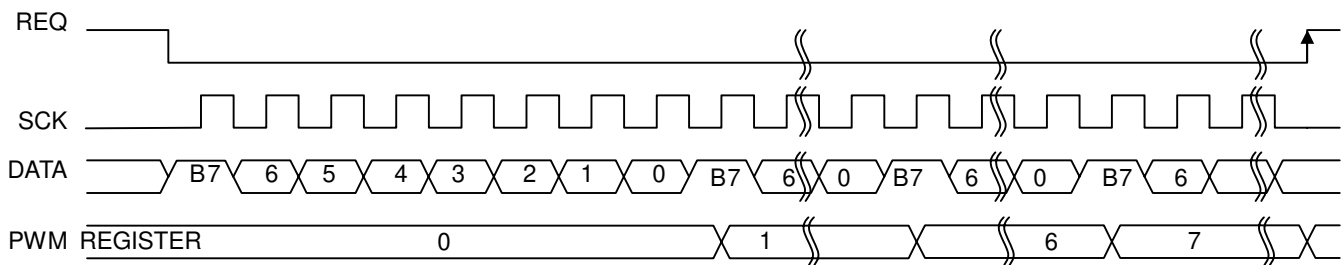 REQ
SCK
DATA B7 6 5 4 3 2 1 0 B7 6 0 B7 6 0 B7 6
PWM REGISTER 0 1 6 7